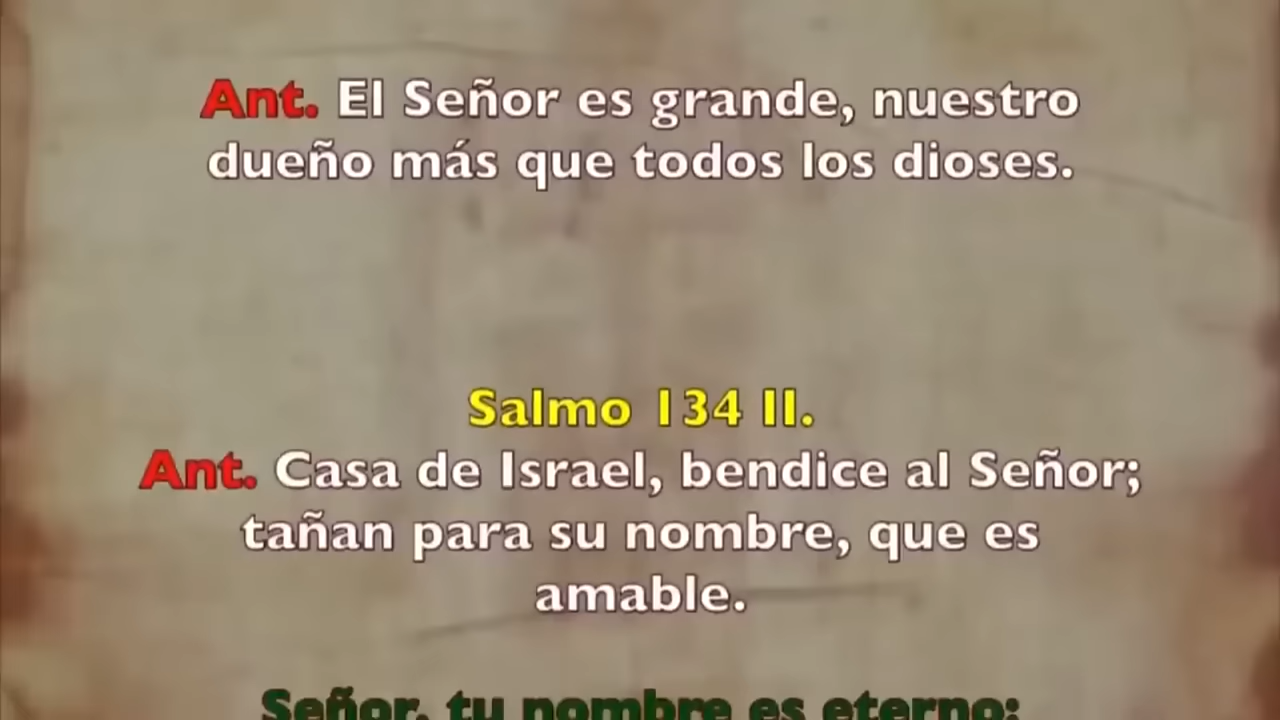 Ant. El Señor es grande, nuestro
dueño más que todos los dioses.
Salmo 134 II.
Ant. Casa de Israel, bendice al Señor;
tañan para su nombre, que es
amable.
Señor, tu nombre es eterno;